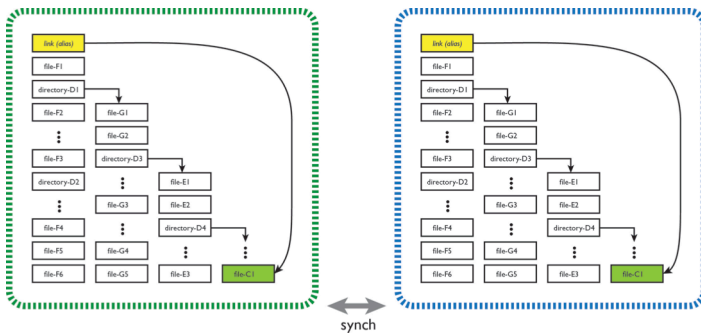 link (alias)
file-F1
directory-D1
file-F2
file-G1
file-G2
file-F3
directory-D3
directory-D2
file-E1
file-G3
file-E2
file-F4
directory-D4
file-F5
file-G4
file-F6
file-G5
file-E3
file-C1
link (alias)
file-F1
directory-D1
file-F2
file-G1
file-G2
file-F3
directory-D3
directory-D2
file-E1
file-G3
file-E2
file-F4
directory-D4
file-F5
file-G4
file-F6
file-G5
file-E3
file-C1
synch